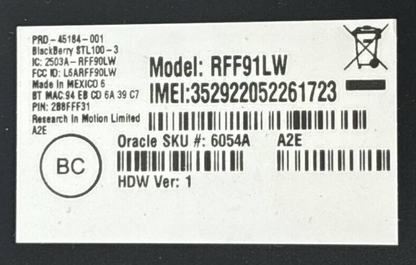 PRD - 45184 - 001
BlackBerry STL100 - 3
IC: 2503A - RFF90LW
FCC ID: L6ARFF90LW
Made in MEXICO 6
BT MAC:94 EB CD 6A 39 C7
PIN: 2B8FFF31
Research In Motion Limited
A2E
Model: RFF91LW
IMEI:352922052261723
Oracle SKU #: 6054A A2E
BC
HDW Ver: 1